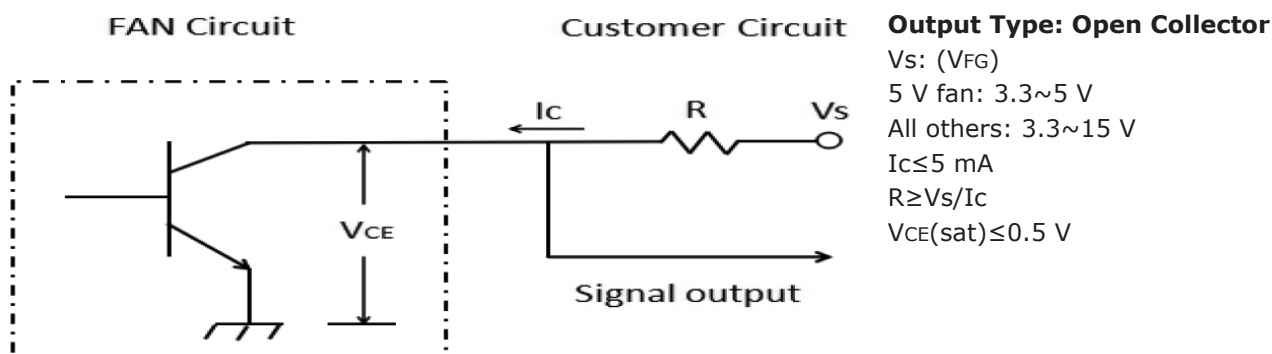 FAN Circuit
Customer Circuit
Ic
R
Vs
VCE
Signal output
Output Type: Open Collector
Vs: (VFG)
5 V fan: 3.3~5 V
All others: 3.3~15 V
Ic≤5 mA
R≥Vs/Ic
VCE(sat)≤0.5 V